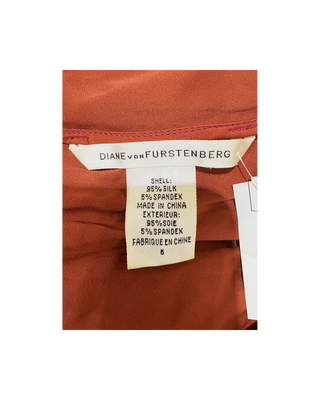 DIANE VON FURSTENBERG
SHELL:
95% SILK
5% SPANDEX
MADE IN CHINA
EXTERIEUR:
95% SOIE
5% SPANDEX
FABRIQUE EN CHINE
6